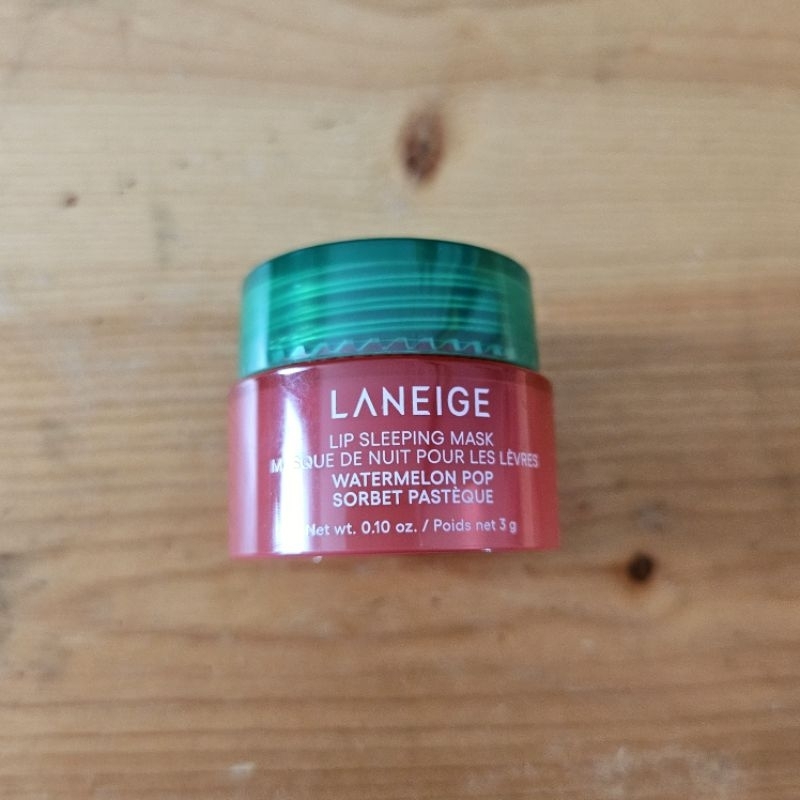 LANEIGE
LIP SLEEPING MASK
MASQUE DE NUIT POUR LES LÈVRES
WATERMELON POP
SORBET PASTÈQUE
Net wt. 0.10 oz. / Poids net 3 g